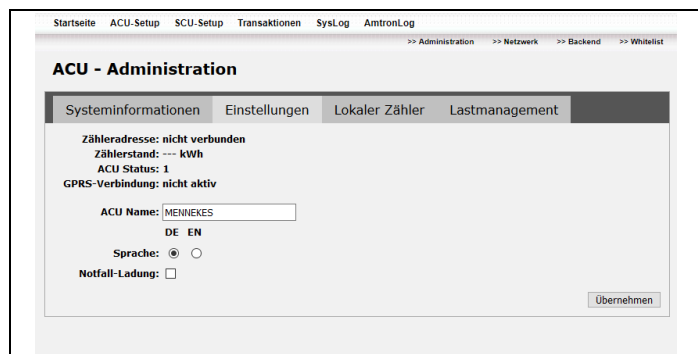 Startseite ACU-Setup SCU-Setup Transaktionen SysLog AmtronLog
>> Administration >> Netzwerk >> Backend >> Whitelist
ACU - Administration
Systeminformationen Einstellungen Lokaler Zähler Lastmanagement
Zähleradresse: nicht verbunden
Zählerstand: --- kWh
ACU Status: 1
GPRS-Verbindung: nicht aktiv
ACU Name: MENNEKES
DE EN
Sprache:
Notfall-Ladung:
Übernehmen